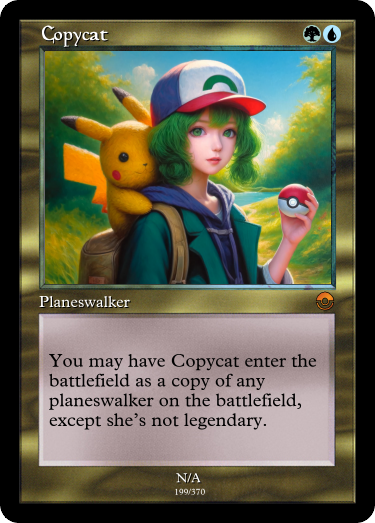 Copycat
Planeswalker
You may have Copycat enter the
battlefield as a copy of any
planeswalker on the battlefield,
except she's not legendary.
N/A
199/370